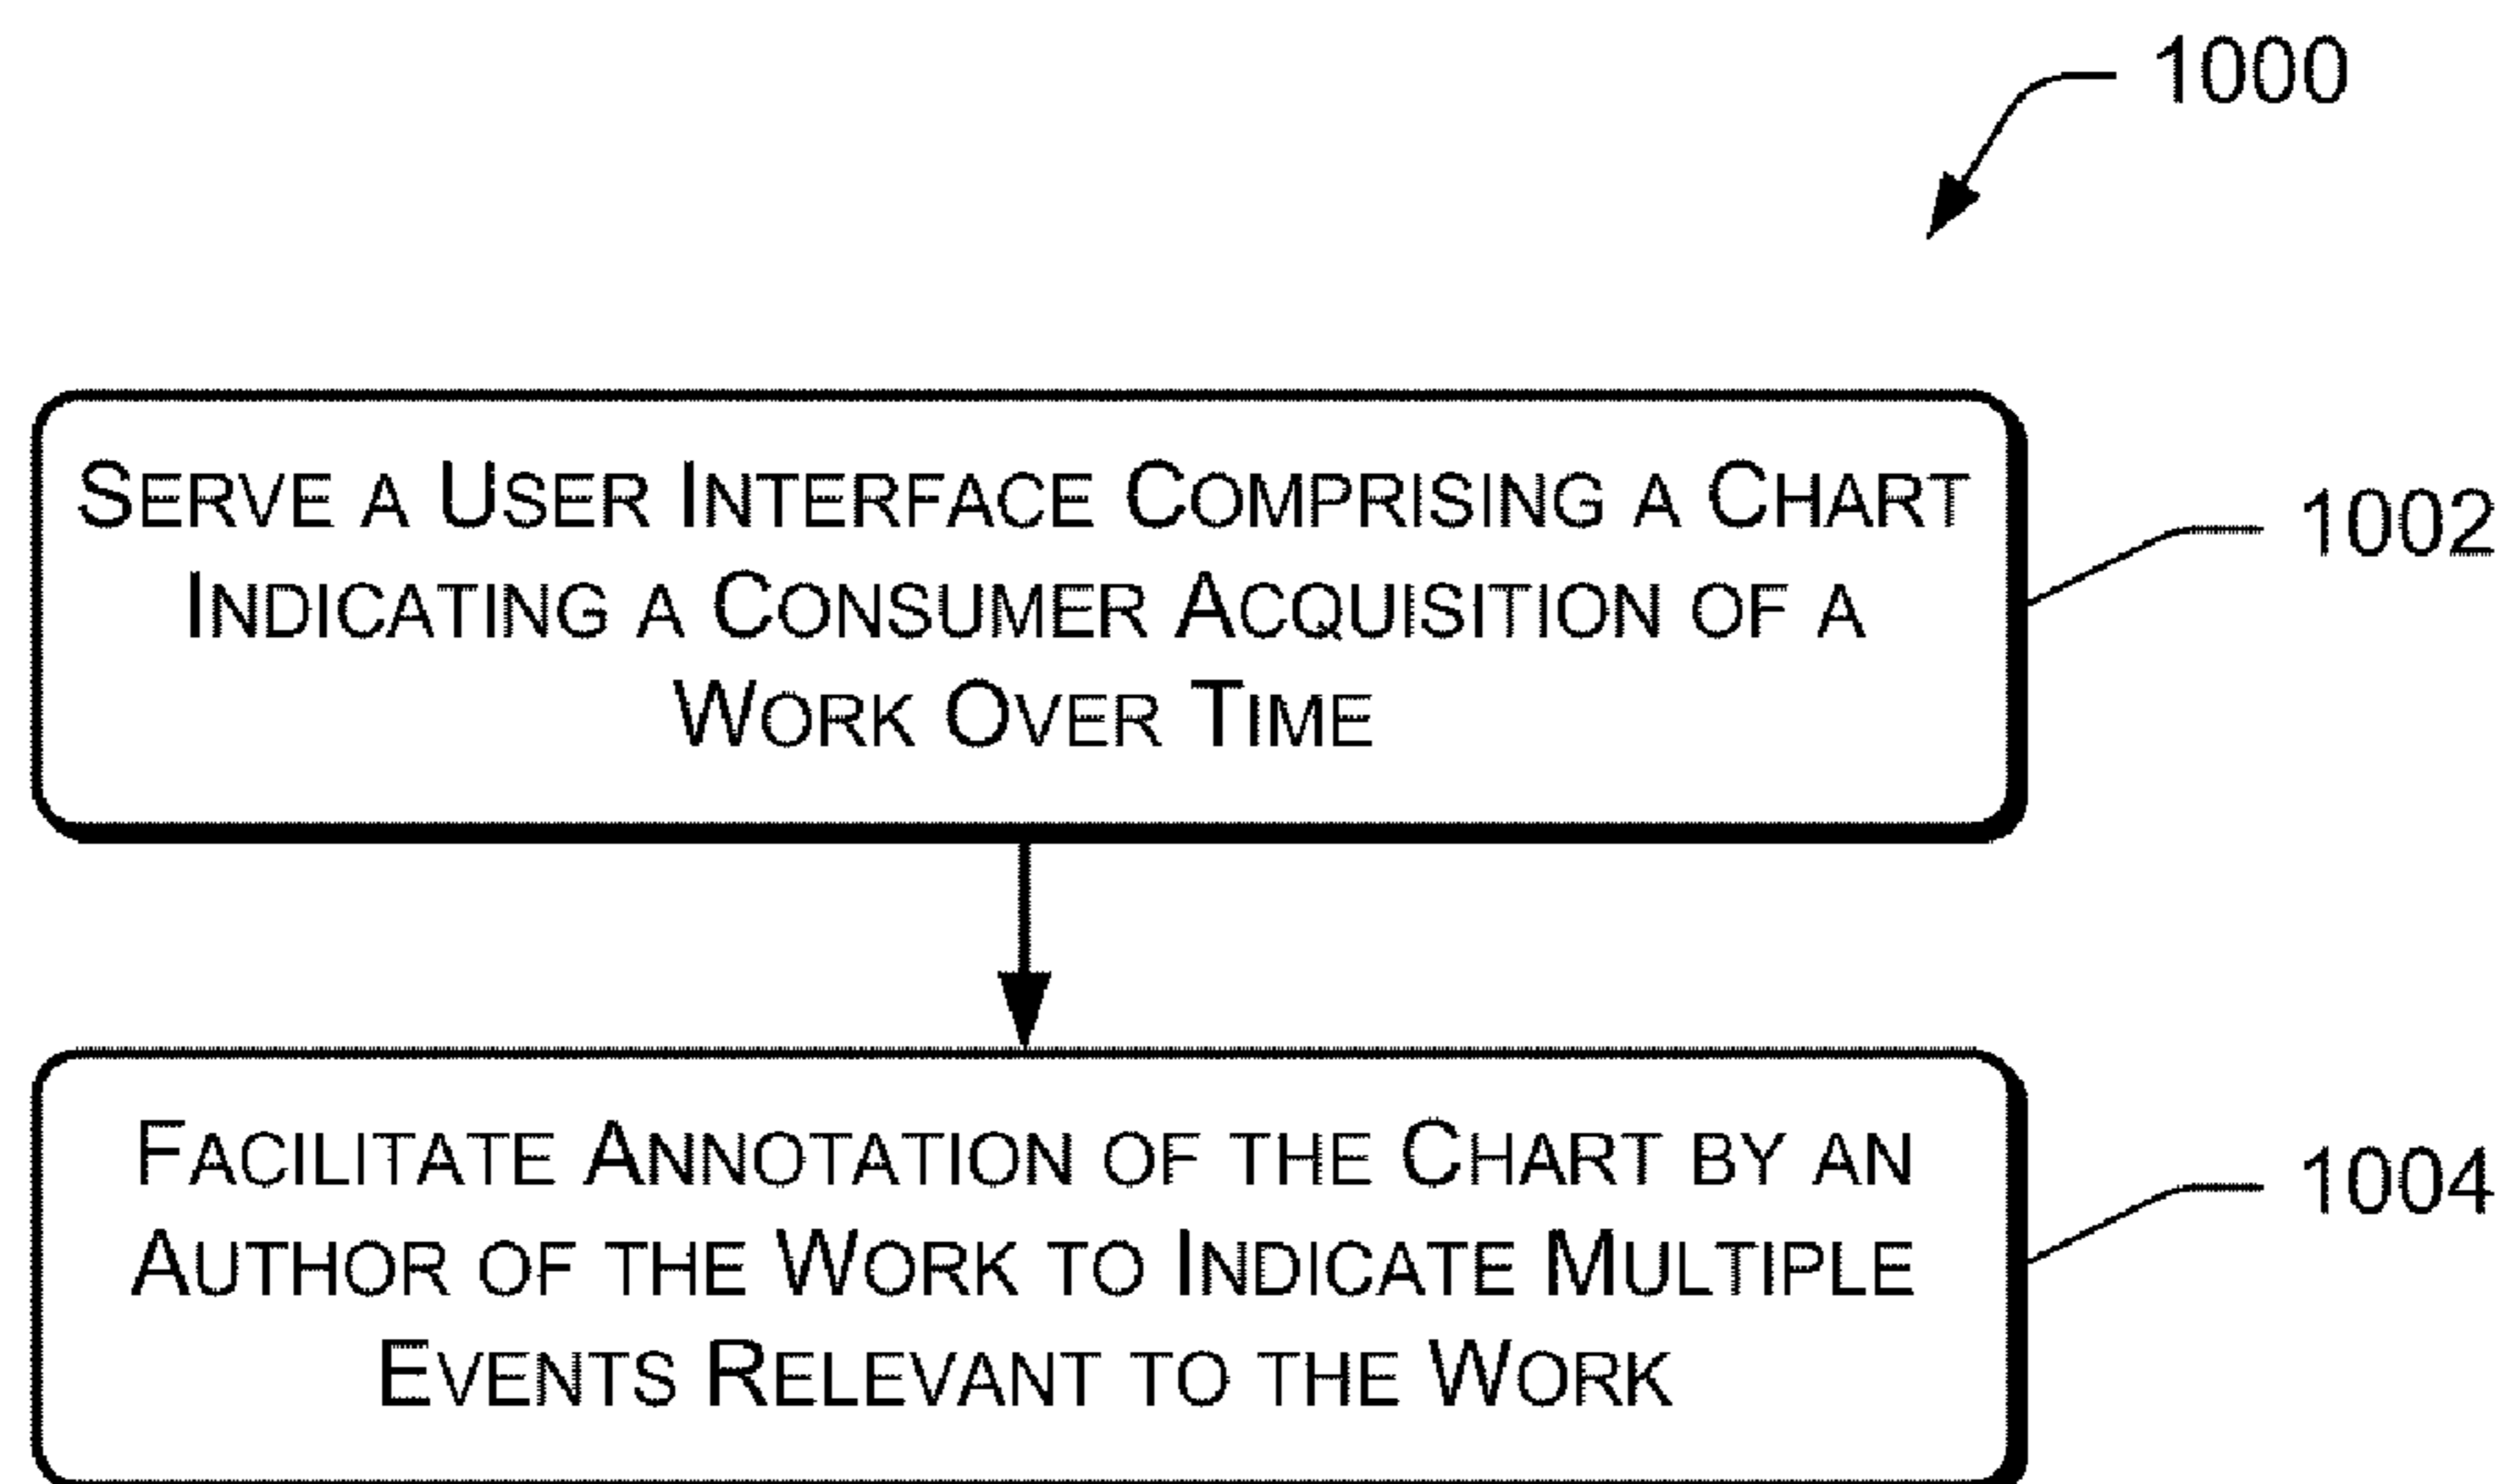 1000
SERVE A USER INTERFACE COMPRISING A CHART
INDICATING A CONSUMER ACQUISITION OF A
WORK OVER TIME
1002
FACILITATE ANNOTATION OF THE CHART BY AN
AUTHOR OF THE WORK TO INDICATE MULTIPLE
EVENTS RELEVANT TO THE WORK
1004